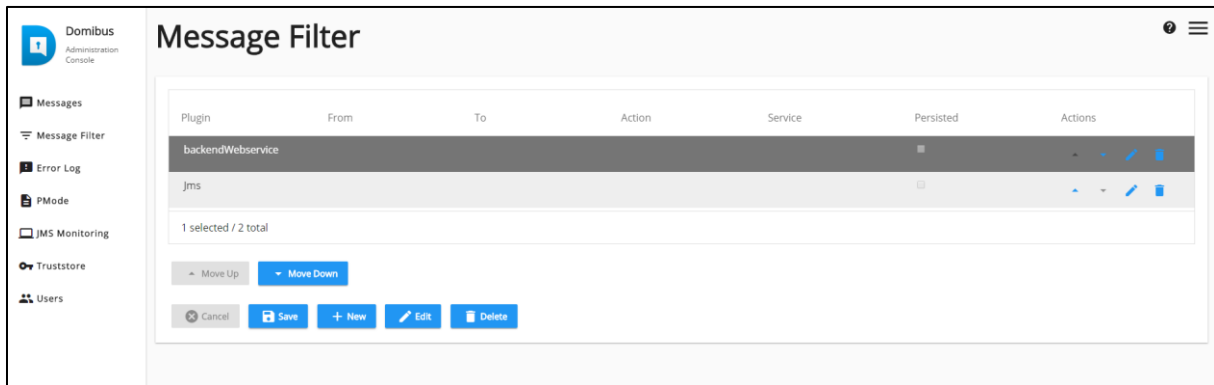 Domibus
Administration
Console
Message Filter
Messages
Message Filter
Error Log
PMode
JMS Monitoring
Truststore
Users
Plugin From To Action Service Persisted Actions
backendWebservice
Jms
1 selected / 2 total
Move Up Move Down
Cancel Save New Edit Delete